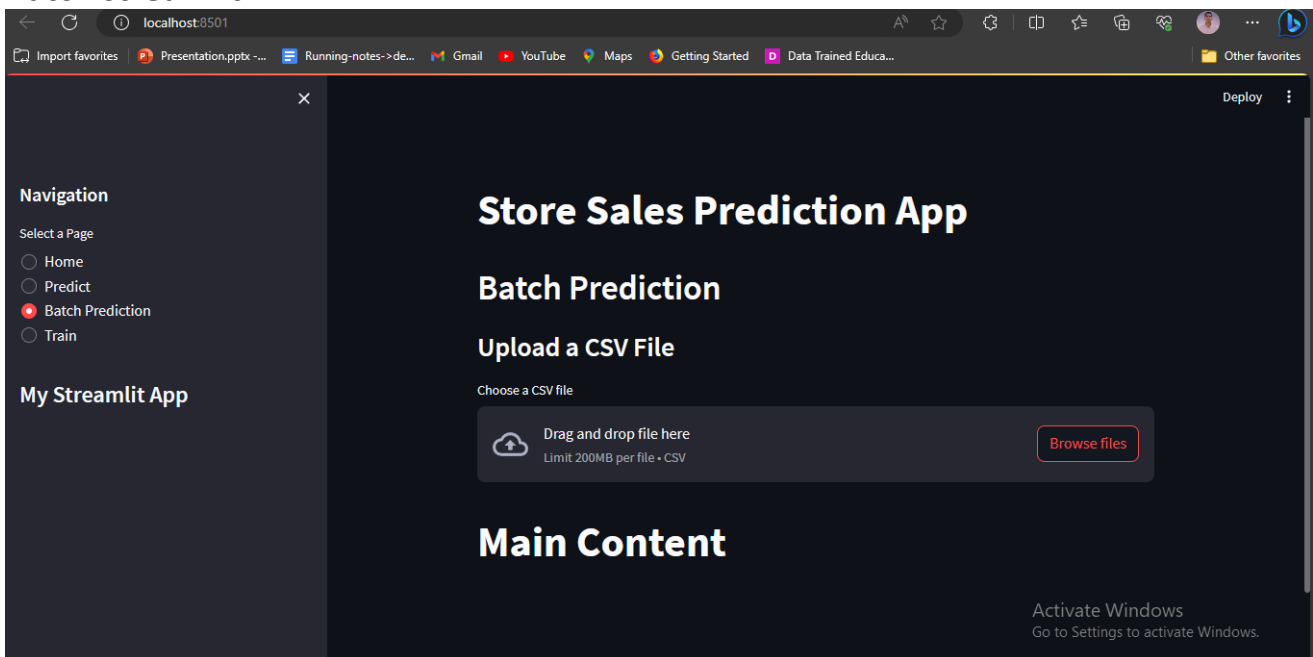 localhost:8501
Import favorites
Presentation.pptx -...
Running-notes->de...
Gmail
YouTube
Maps
Getting Started
Data Trained Educa...
Other favorites
Deploy
Navigation
Select a Page
Home
Predict
Batch Prediction
Train
My Streamlit App
Store Sales Prediction App
Batch Prediction
Upload a CSV File
Choose a CSV file
Drag and drop file here
Limit 200MB per file • CSV
Browse files
Main Content
Activate Windows
Go to Settings to activate Windows.